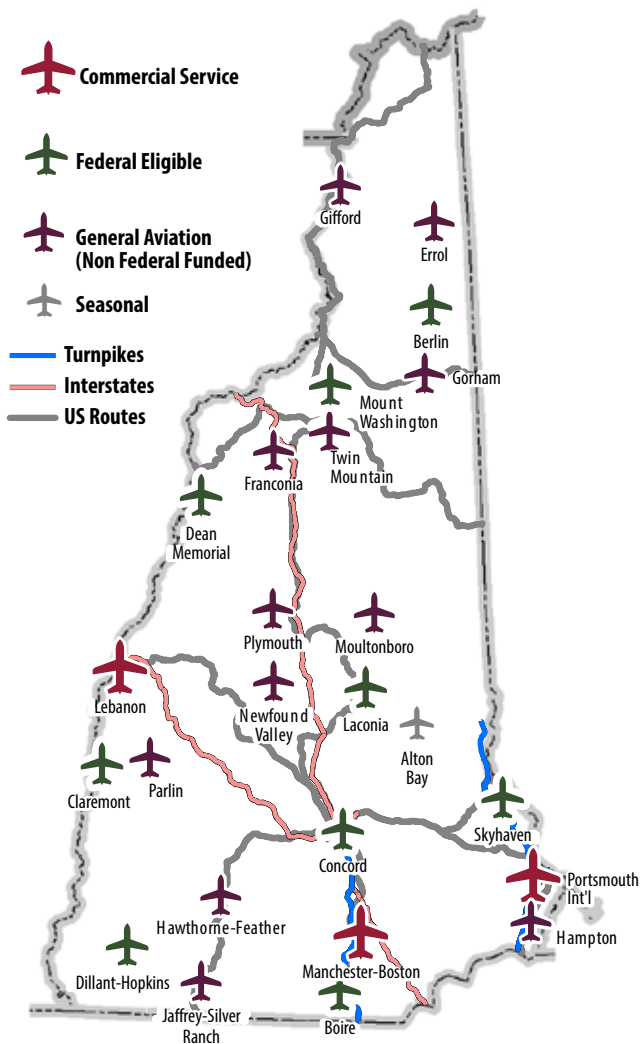 Commercial Service
Federal Eligible
General Aviation
(Non Federal Funded)
Seasonal
Turnpikes
Interstates
US Routes
Gifford
Errol
Berlin
Gorham
Mount
Washington
Twin
Mountain
Franconia
Dean
Memorial
Plymouth
Moultonboro
Lebanon
Newfound
Valley
Laconia
Alton
Bay
Claremont
Parlin
Skyhaven
Concord
Portsmouth
Int'l
Hampton
Hawthorne-Feather
Manchester-Boston
Dillant-Hopkins
Jaffrey-Silver
Ranch
Boire